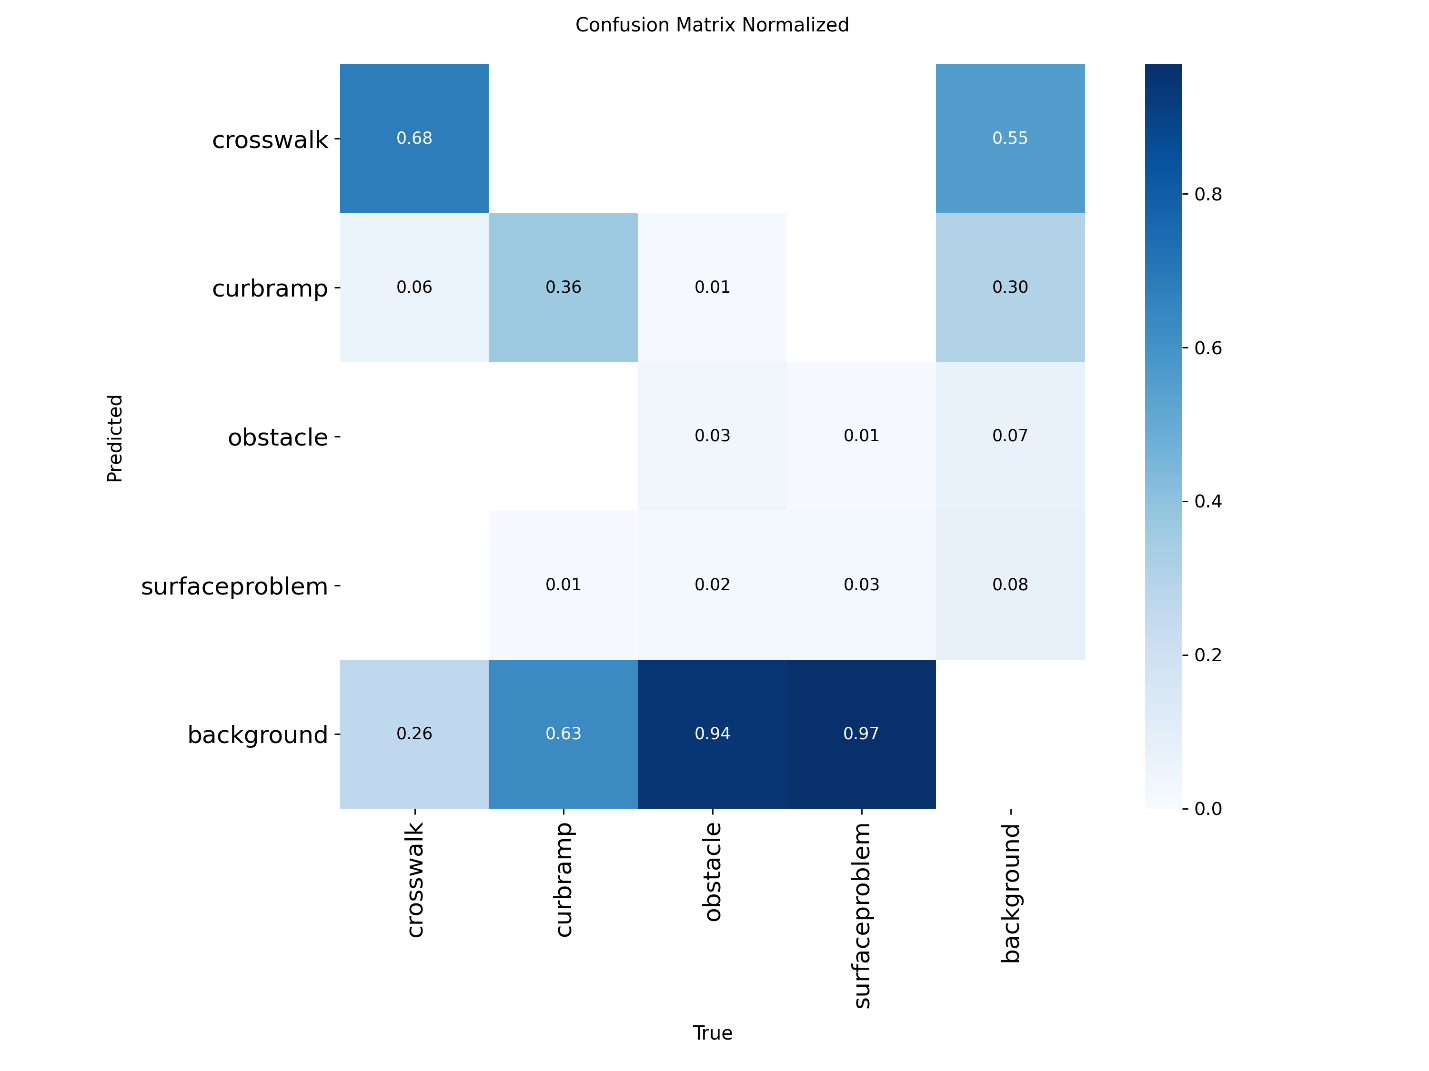 Confusion Matrix Normalized
crosswalk
0.68
0.55
0.8
curbramp
0.06
0.36
0.01
0.30
0.6
Predicted
obstacle
0.03
0.01
0.07
0.4
surfaceproblem
0.01
0.02
0.03
0.08
0.2
background
0.26
0.63
0.94
0.97
0.0
crosswalk
curbramp
obstacle
surfaceproblem
background
True